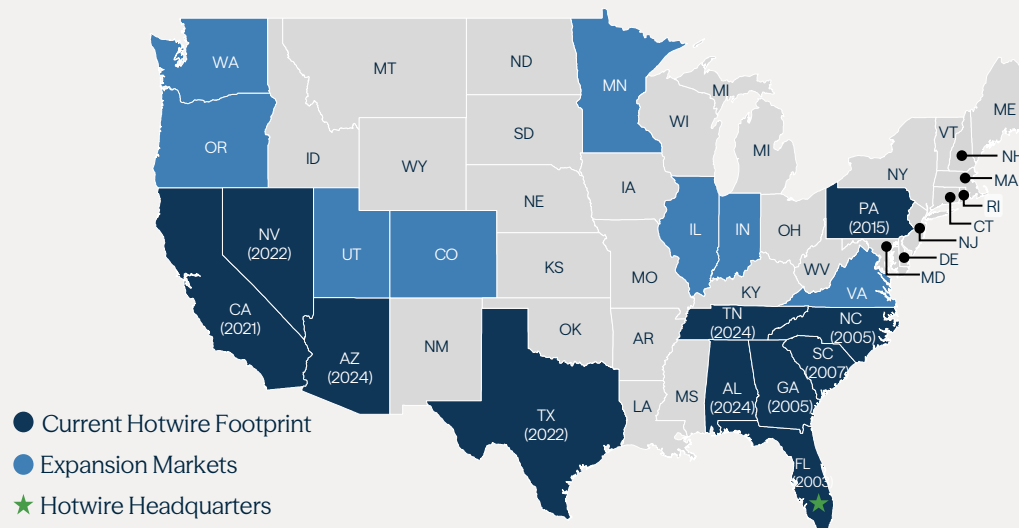 WA
MT
ND
MN
OR
ID
WY
SD
WI
MI
MI
VT
ME
NH
MA
RI
CT
NJ
DE
MD
NY
PA
(2015)
NV
(2022)
UT
CO
NE
IA
IL
IN
OH
WV
VA
KS
MO
KY
CA
(2021)
AZ
(2024)
NM
OK
AR
TN
(2024)
NC
(2005)
SC
(2007)
TX
(2022)
LA
MS
AL
(2024)
GA
(2005)
FL
(2003
Current Hotwire Footprint
Expansion Markets
Hotwire Headquarters